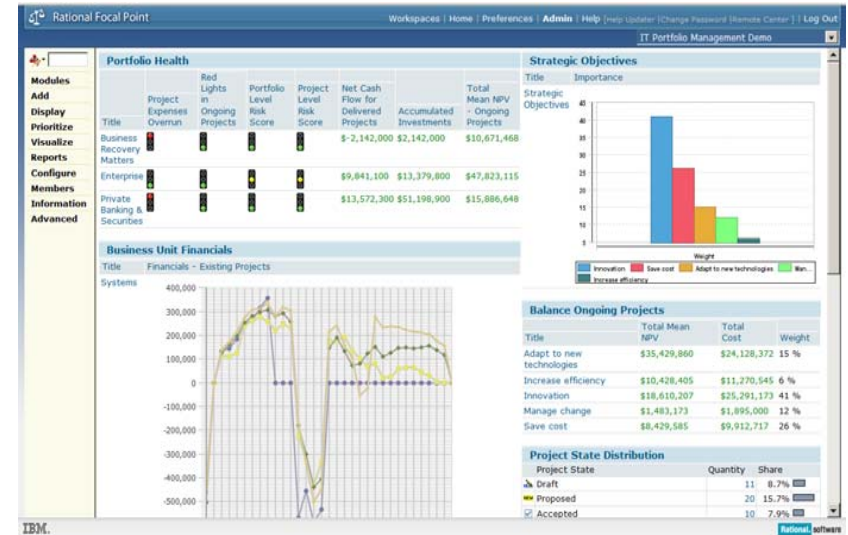 Rational Focal Point
Workspaces | Home | Preferences | Admin | Help [Help Updater |Change Password |Remote Center ] | Log Out
IT Portfolio Management Demo
Modules
Add
Display
Prioritize
Visualize
Reports
Configure
Members
Information
Advanced
Portfolio Health
Title
Project Expenses Overrun
Red Lights in Ongoing Projects
Portfolio Level Risk Score
Project Level Risk Score
Net Cash Flow for Delivered Projects
Accumulated Investments
Total Mean NPV - Ongoing Projects
Business Recovery Matters $-2,142,000 $2,142,000 $10,671,468
Enterprise $9,841,100 $13,379,800 $47,823,115
Private Banking & Securities $13,572,300 $51,198,900 $15,886,648
Business Unit Financials
Title Financials - Existing Projects
Systems
400,000
300,000
200,000
100,000
0
-100,000
-200,000
-300,000
-400,000
-500,000
Strategic Objectives
Title Importance
Strategic Objectives
45
40
35
30
25
20
15
10
5
Weight
Innovation Save cost Adapt to new technologies Man...
Increase efficiency
Balance Ongoing Projects
Title Total Mean NPV Total Cost Weight
Adapt to new technologies $35,429,860 $24,128,372 15 %
Increase efficiency $10,428,405 $11,270,545 6 %
Innovation $18,610,207 $25,291,173 41 %
Manage change $1,483,173 $1,895,000 12 %
Save cost $8,429,585 $9,912,717 26 %
Project State Distribution
Project State Quantity Share
Draft 11 8.7%
NEW Proposed 20 15.7%
Accepted 10 7.9%
IBM.
Rational. software